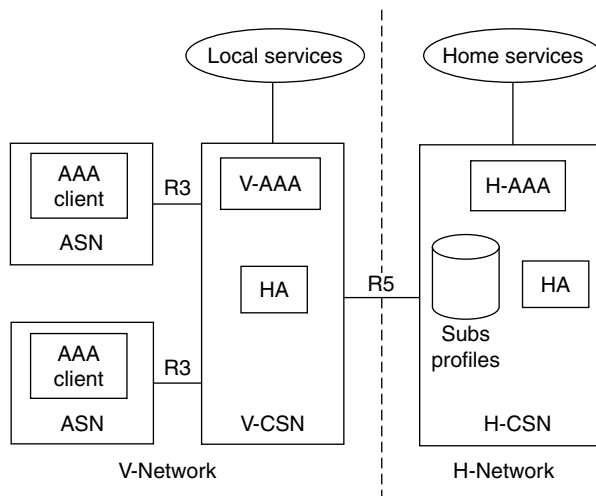 Local services
Home services
AAA
client
ASN
R3
V-AAA
HA
V-CSN
AAA
client
ASN
R3
R5
H-AAA
HA
Subs
profiles
H-CSN
V-Network
H-Network